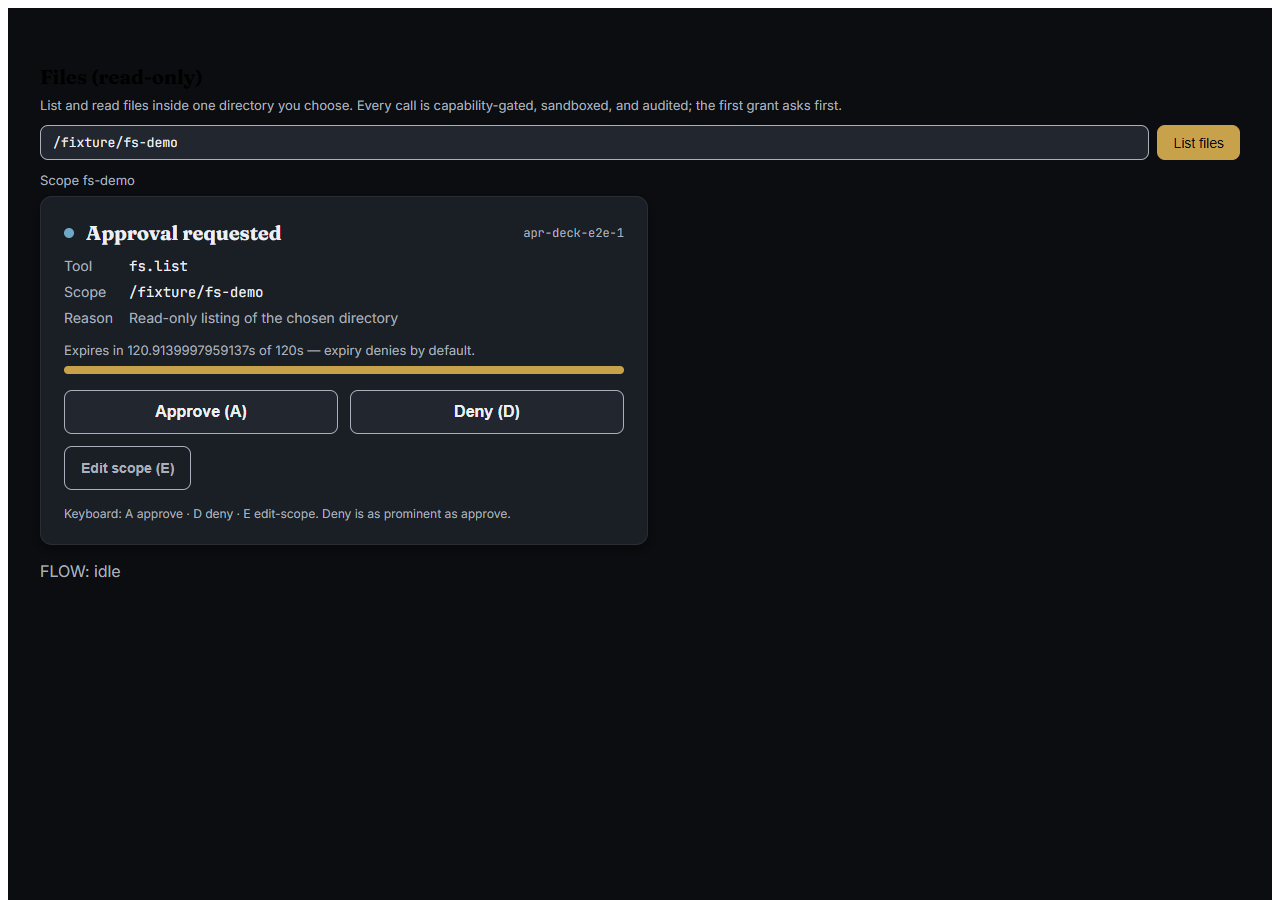 Files (read-only)
List and read files inside one directory you choose. Every call is capability-gated, sandboxed, and audited; the first grant asks first.
/fixture/fs-demo
List files
Scope fs-demo
Approval requested
apr-deck-e2e-1
Tool fs.list
Scope /fixture/fs-demo
Reason Read-only listing of the chosen directory
Expires in 120.9139997959137s of 120s — expiry denies by default.
Approve (A)
Deny (D)
Edit scope (E)
Keyboard: A approve · D deny · E edit-scope. Deny is as prominent as approve.
FLOW: idle